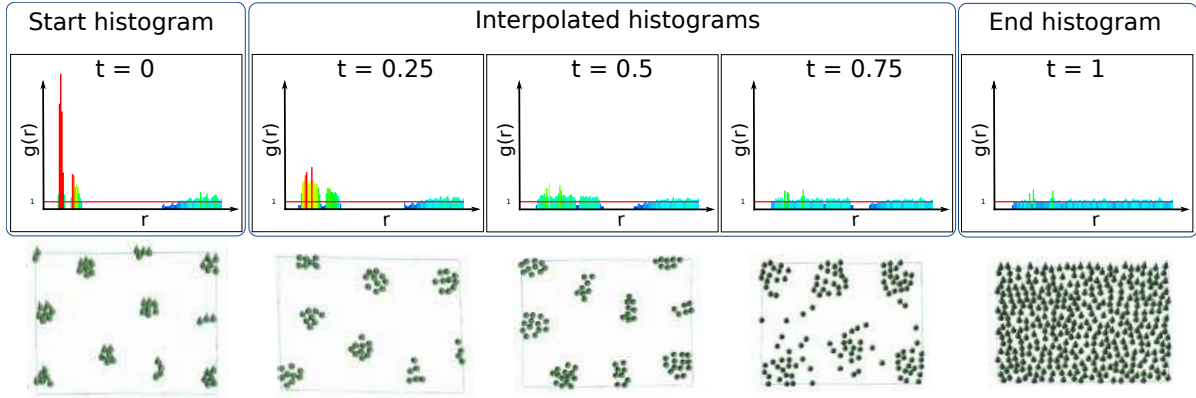 Start histogram
Interpolated histograms
End histogram
t = 0
t = 0.25
t = 0.5
t = 0.75
t = 1
g(r)
1
r
g(r)
1
r
g(r)
1
r
g(r)
1
r
g(r)
1
r